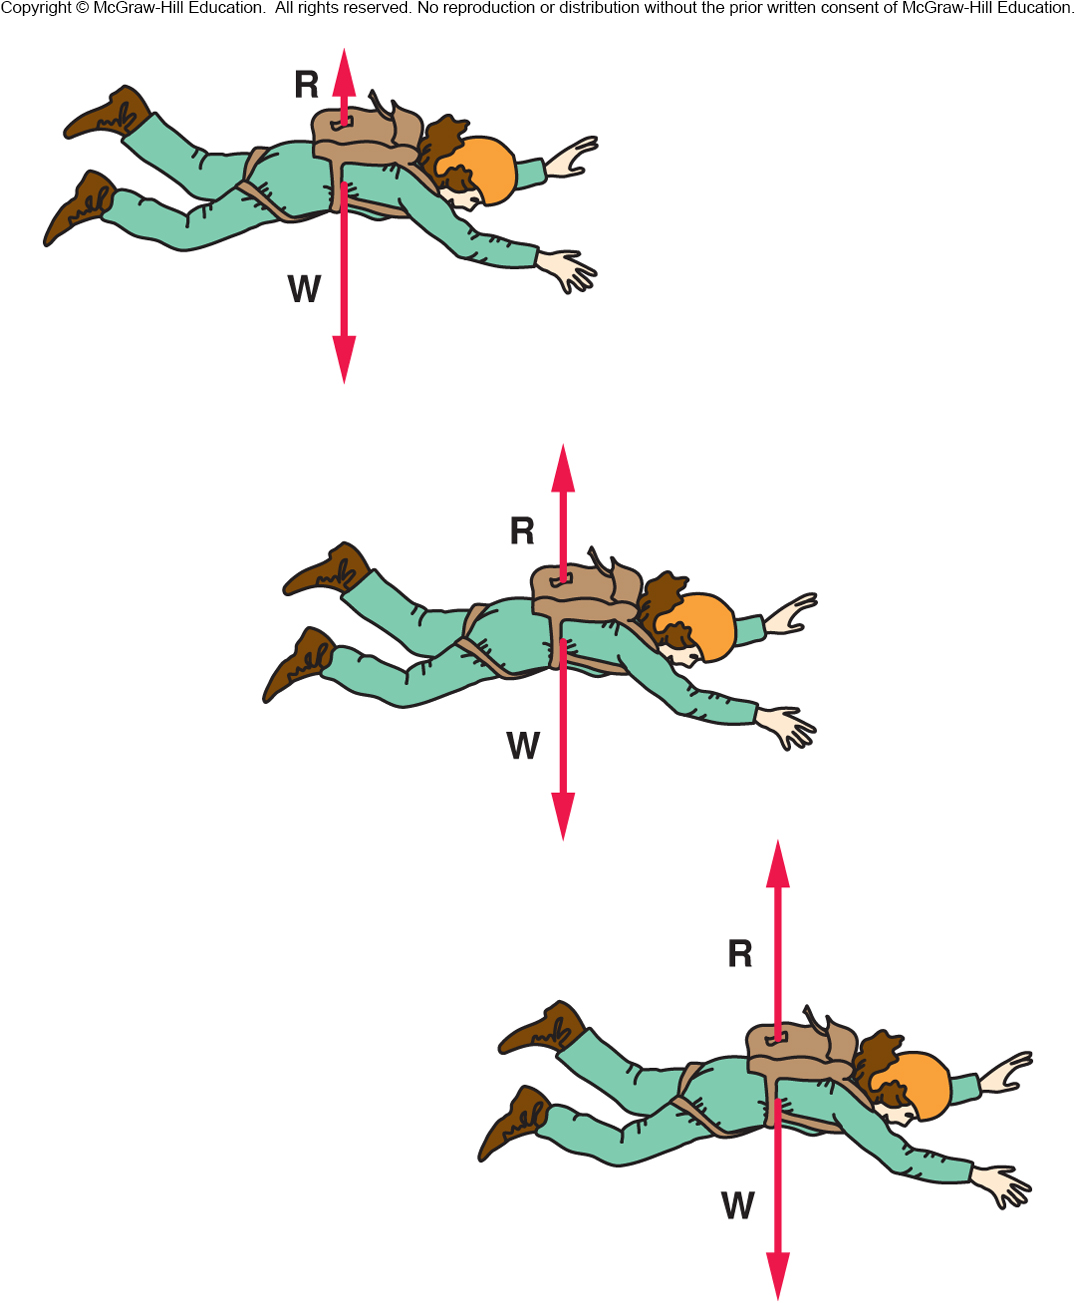 Copyright © McGraw-Hill Education.  All rights reserved. No reproduction or distribution without the prior written consent of McGraw-Hill Education.
R
W
R
W
R
W